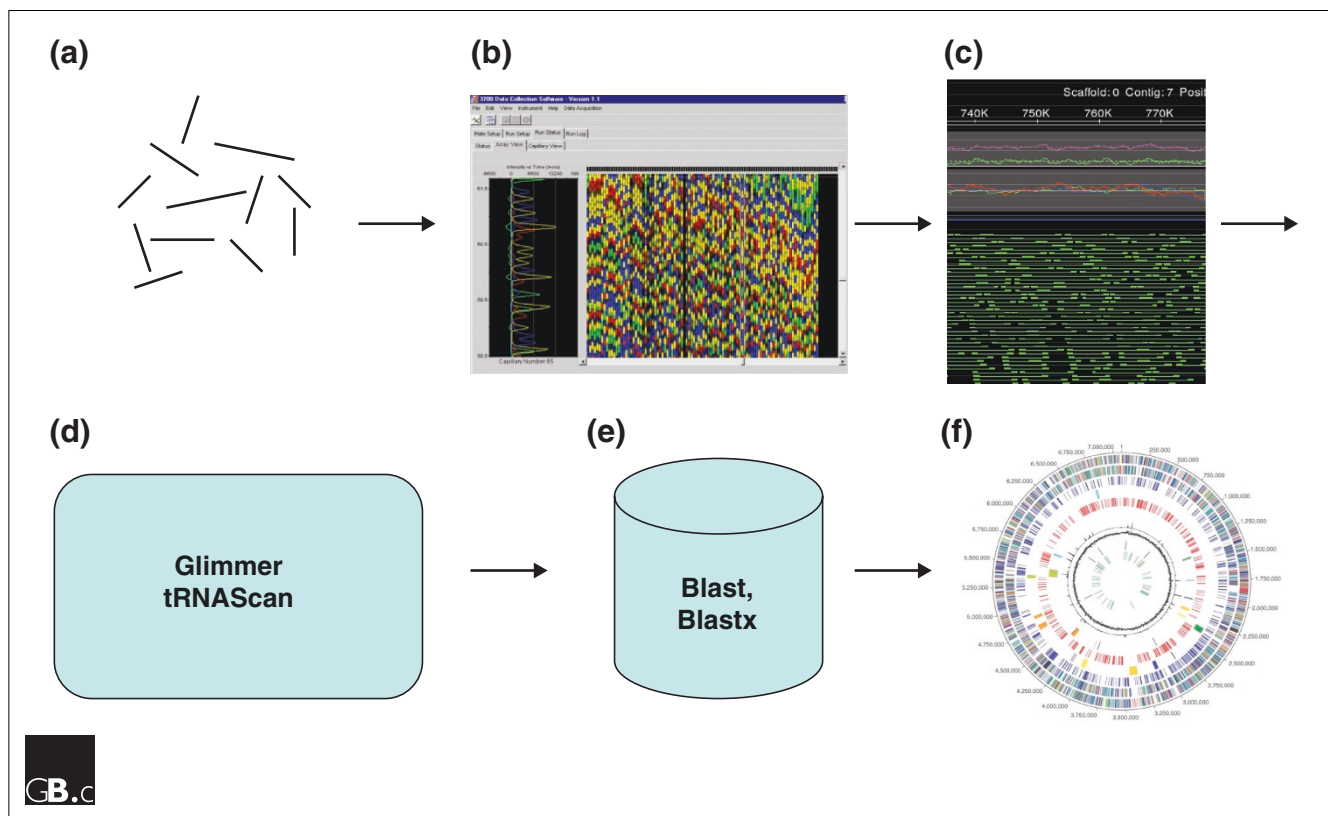 (a)
(b)
(c)
3700 Data Collection Software - Version 1.1
File Edit View Instrument Help Data Acquisition
Plate Setup Run Setup Run Status Run Log
Status Array View Capillary View
Intensity vs Time (mins)
Capillary Number 65
Scaffold: 0 Contig: 7 Posit
740K 750K 760K 770K
(d)
(e)
(f)
Glimmer
tRNAScan
Blast,
Blastx
1
250,000
500,000
750,000
1,000,000
1,250,000
1,500,000
1,750,000
2,000,000
2,250,000
2,500,000
2,750,000
3,000,000
3,250,000
3,500,000
3,750,000
4,000,000
4,250,000
4,500,000
4,750,000
5,000,000
5,250,000
5,500,000
5,750,000
6,000,000
6,250,000
6,500,000
6,750,000
7,000,000
GB.c